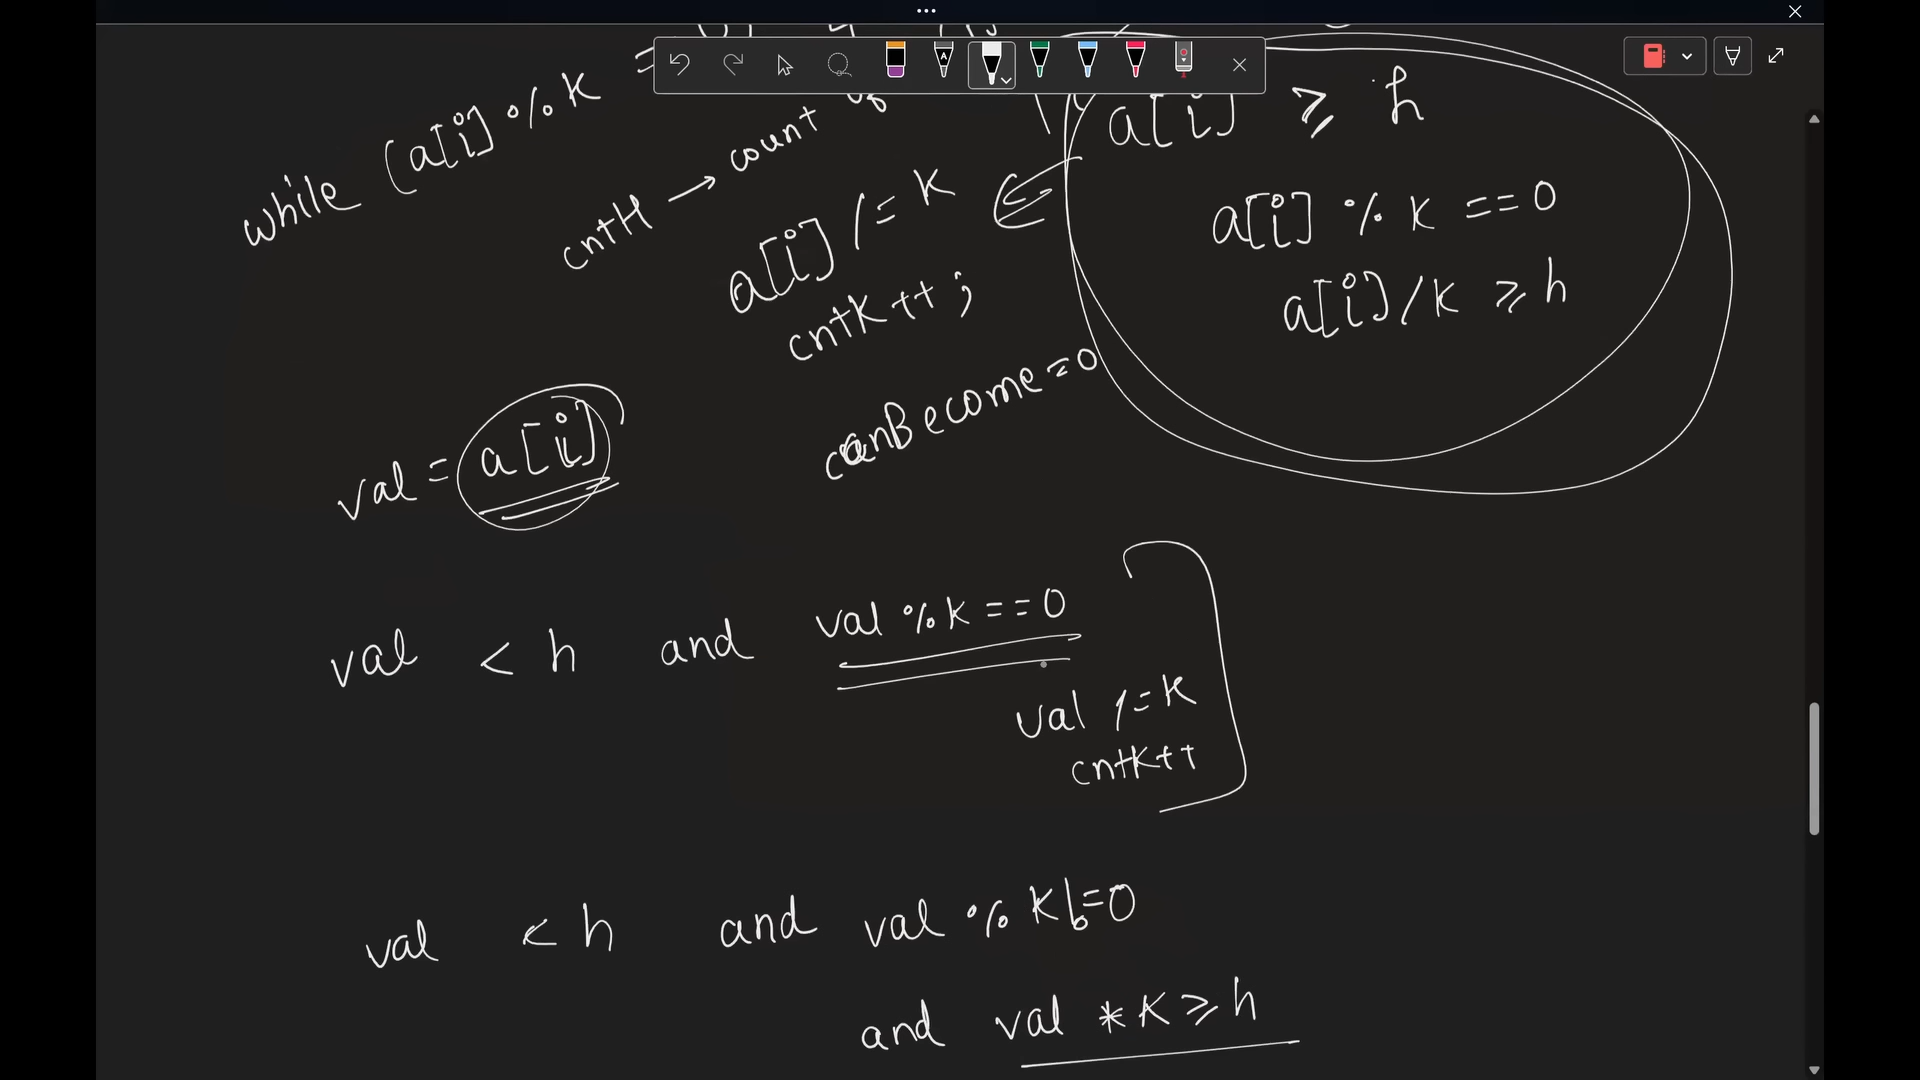 while (a[i] % K =
cntH → count of
a[i] ≥ h
a[i] % K == 0
a[i]/K ≥ h
a[i] /= K
cntK++;
canBecome = 0
val = a[i]
val < h and val % K == 0
val /= K
cntK++
val < h and val % K != 0
and val * K ≥ h